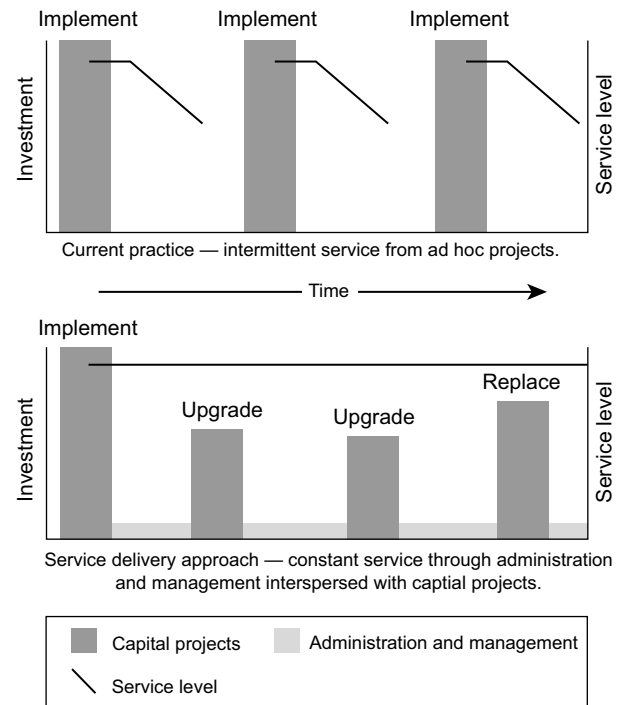 Implement Implement Implement
Investment
Service level
Current practice — intermittent service from ad hoc projects.
Time
Implement
Upgrade
Upgrade
Replace
Investment
Service level
Service delivery approach — constant service through administration
and management interspersed with captial projects.
Capital projects
Administration and management
Service level